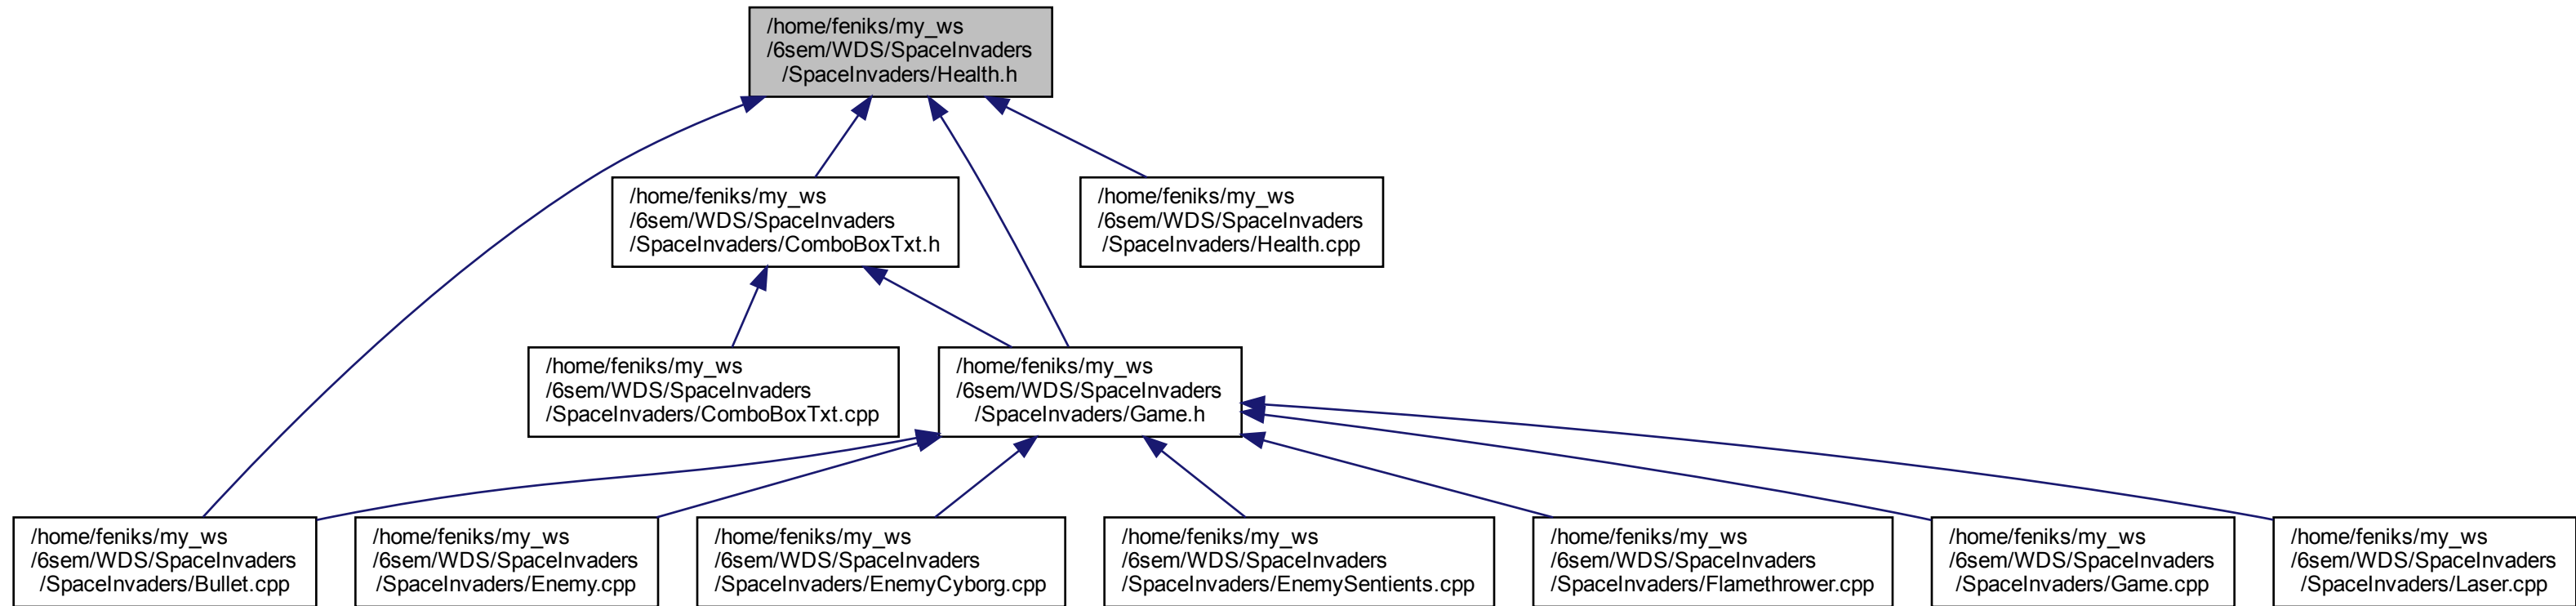 /home/feniks/my_ws
/6sem/WDS/SpaceInvaders
/SpaceInvaders/Health.h
/home/feniks/my_ws
/6sem/WDS/SpaceInvaders
/SpaceInvaders/ComboBoxTxt.h
/home/feniks/my_ws
/6sem/WDS/SpaceInvaders
/SpaceInvaders/Health.cpp
/home/feniks/my_ws
/6sem/WDS/SpaceInvaders
/SpaceInvaders/ComboBoxTxt.cpp
/home/feniks/my_ws
/6sem/WDS/SpaceInvaders
/SpaceInvaders/Game.h
/home/feniks/my_ws
/6sem/WDS/SpaceInvaders
/SpaceInvaders/Bullet.cpp
/home/feniks/my_ws
/6sem/WDS/SpaceInvaders
/SpaceInvaders/Enemy.cpp
/home/feniks/my_ws
/6sem/WDS/SpaceInvaders
/SpaceInvaders/EnemyCyborg.cpp
/home/feniks/my_ws
/6sem/WDS/SpaceInvaders
/SpaceInvaders/EnemySentients.cpp
/home/feniks/my_ws
/6sem/WDS/SpaceInvaders
/SpaceInvaders/Flamethrower.cpp
/home/feniks/my_ws
/6sem/WDS/SpaceInvaders
/SpaceInvaders/Game.cpp
/home/feniks/my_ws
/6sem/WDS/SpaceInvaders
/SpaceInvaders/Laser.cpp